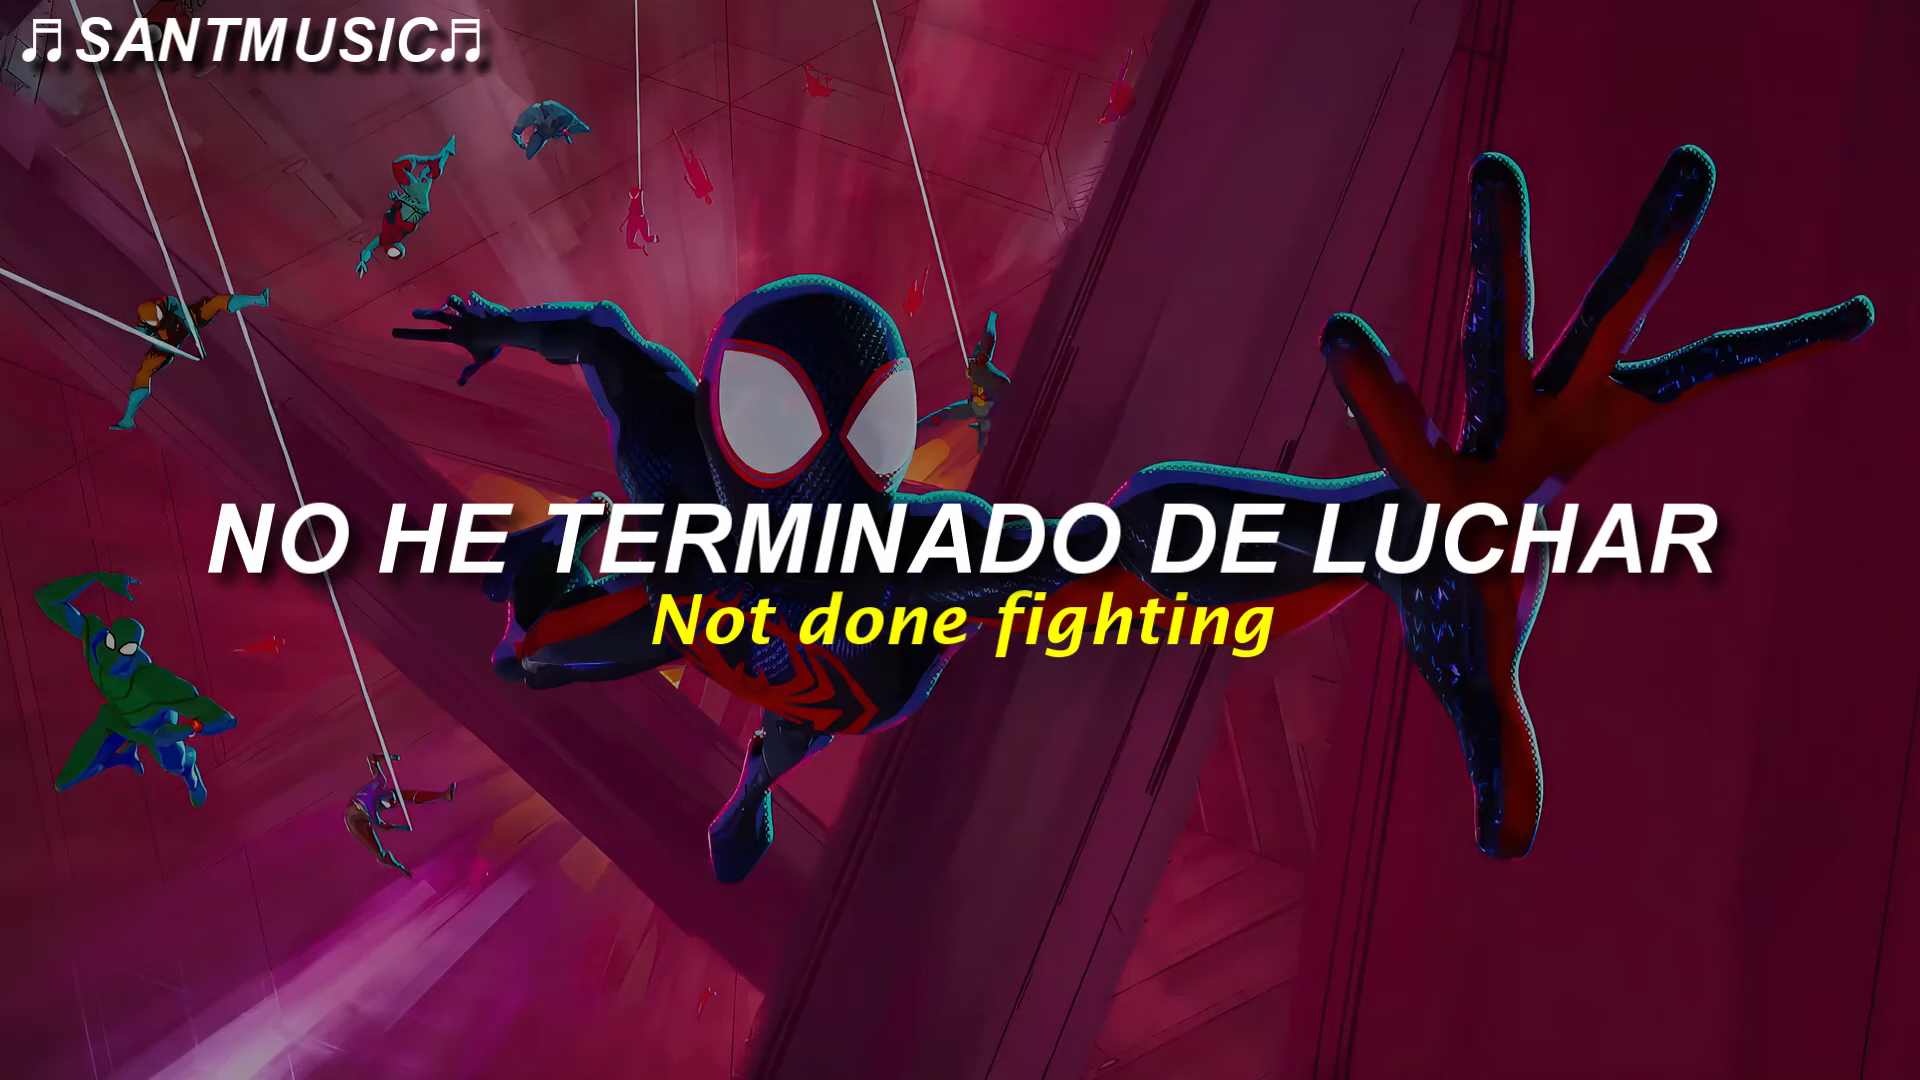 ♫SANTMUSIC♫
NO HE TERMINADO DE LUCHAR
Not done fighting